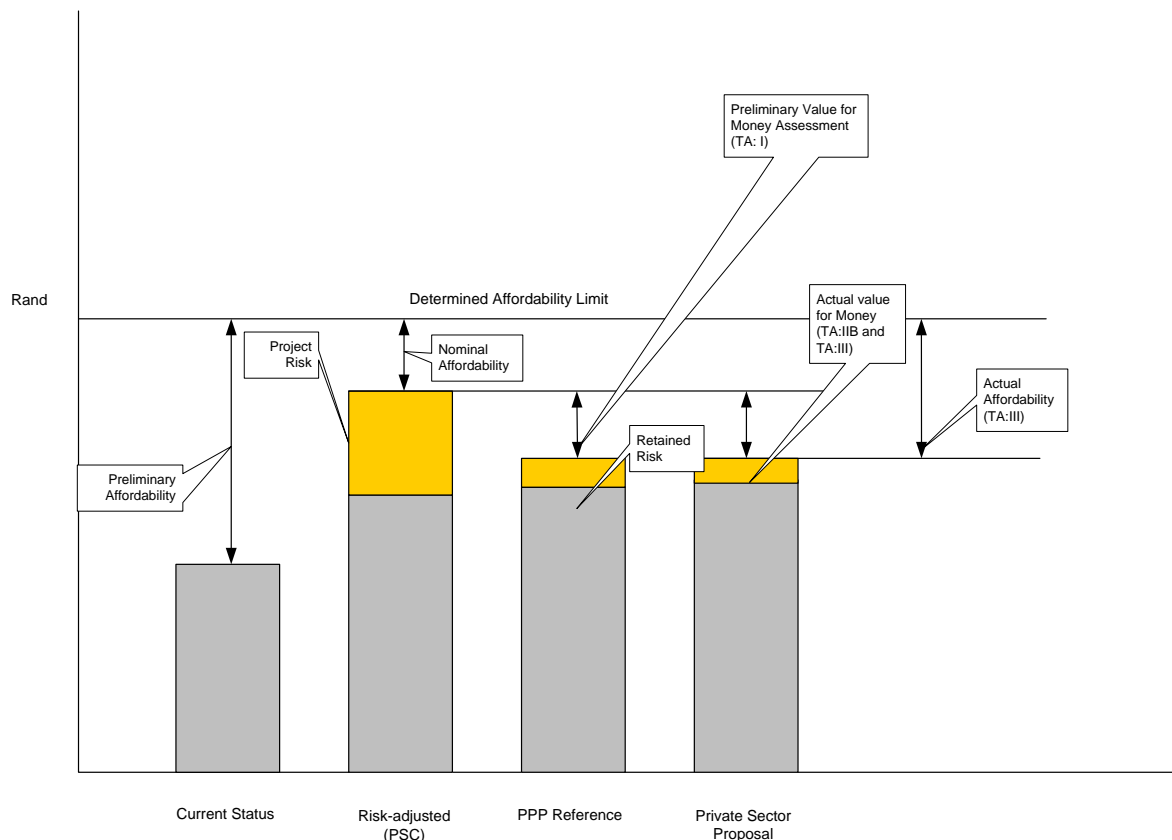 Preliminary Value for
Money Assessment
(TA: I)
Rand
Determined Affordability Limit
Actual value
for Money
(TA:IIB and
TA:III)
Project
Risk
Nominal
Affordability
Actual
Affordability
(TA:III)
Retained
Risk
Preliminary
Affordability
Current Status
Risk-adjusted
(PSC)
PPP Reference
Private Sector
Proposal